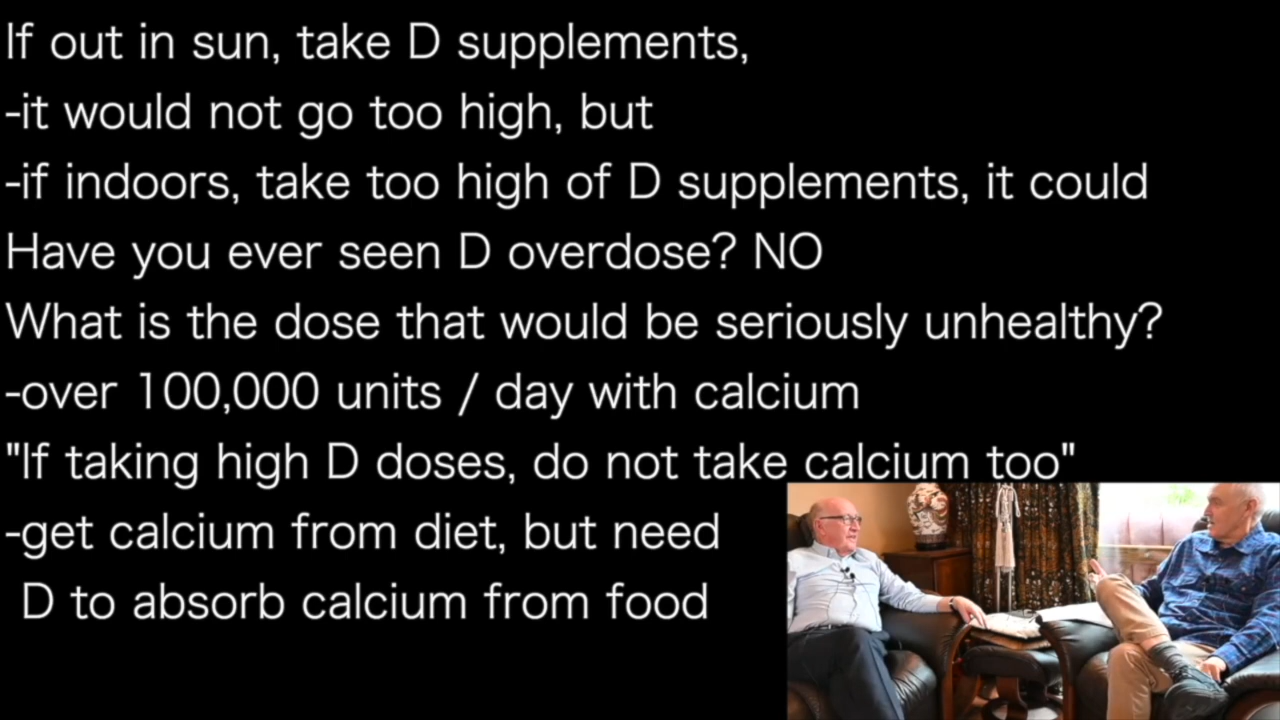 If out in sun, take D supplements,
-it would not go too high, but
-if indoors, take too high of D supplements, it could
Have you ever seen D overdose? NO
What is the dose that would be seriously unhealthy?
-over 100,000 units / day with calcium
"If taking high D doses, do not take calcium too"
-get calcium from diet, but need
D to absorb calcium from food